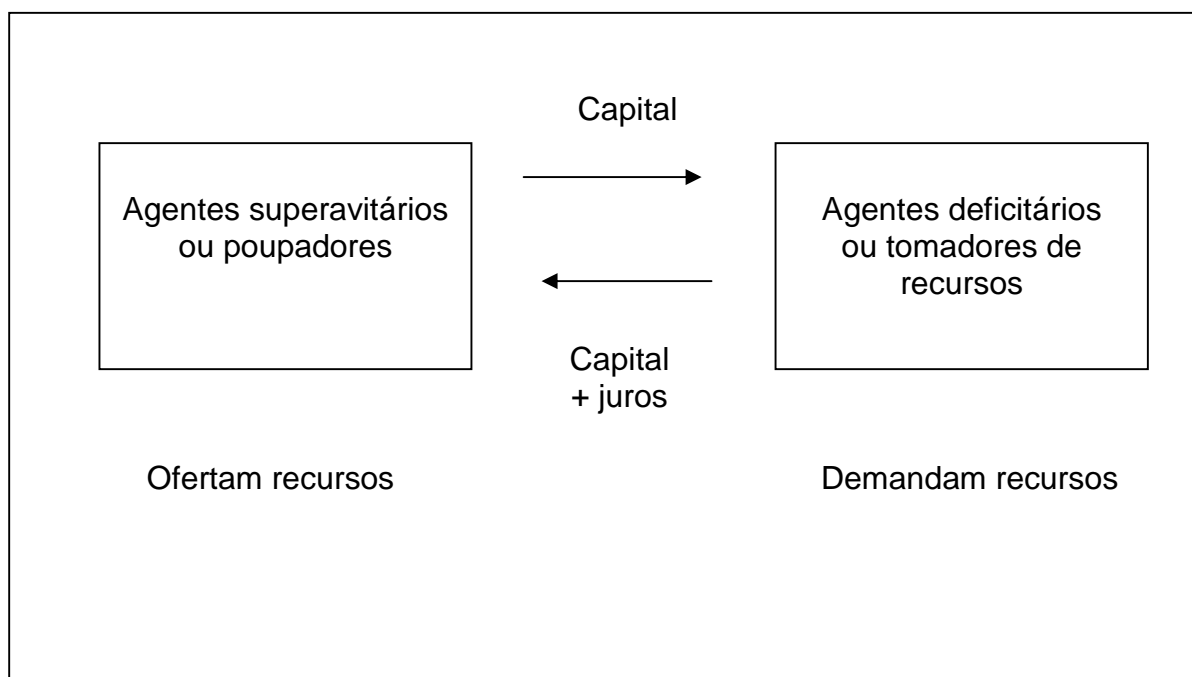 Capital
Agentes superavitários
ou poupadores
Agentes deficitários
ou tomadores de
recursos
Capital
+ juros
Ofertam recursos
Demandam recursos